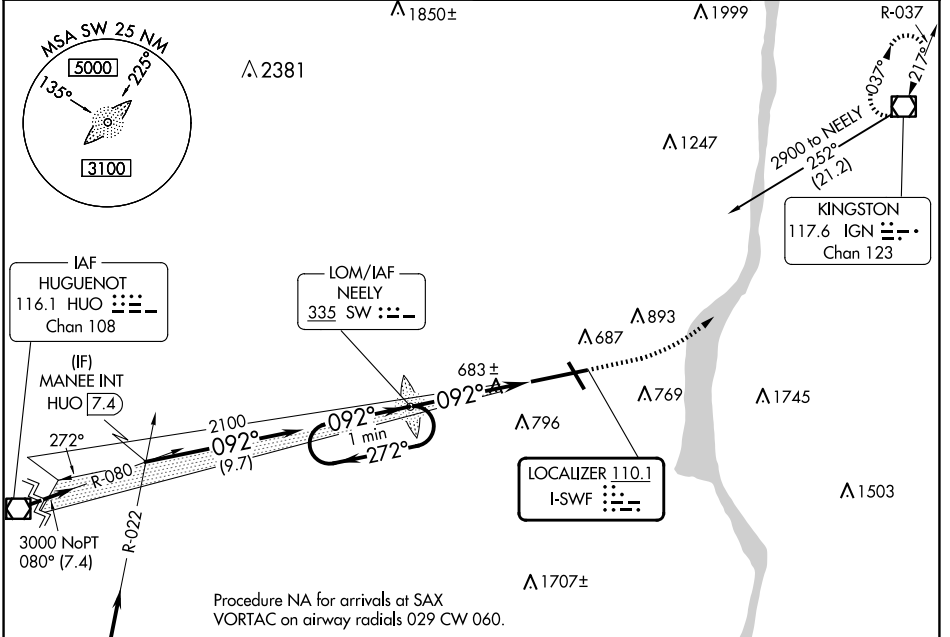 1850±
1999
R-037
MSA SW 25 NM
5000
225°
135°
3100
2381
037°
217°
1247
2900 to NEELY
252°
(21.2)
KINGSTON
117.6 IGN
Chan 123
IAF
HUGUENOT
116.1 HUO
Chan 108
LOM/IAF
NEELY
335 SW
(IF)
MANEE INT
HUO 7.4
893
687
683±
769
1745
796
272°
2100
092°
092°
092°
1 min
272°
(9.7)
R-080
R-022
3000 NoPT
080° (7.4)
LOCALIZER 110.1
I-SWF
1503
1707±
Procedure NA for arrivals at SAX
VORTAC on airway radials 029 CW 060.